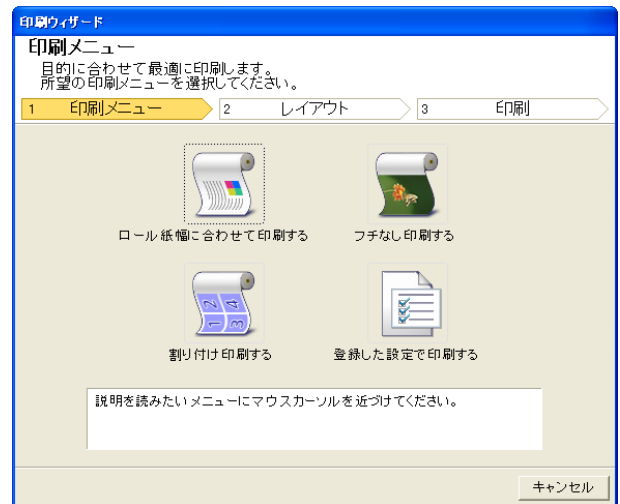 印刷ウィザード
印刷メニュー
目的に合わせて最適に印刷します。
所望の印刷メニューを選択してください。
1 印刷メニュー 2 レイアウト 3 印刷
ロール紙幅に合わせて印刷する フチなし印刷する
1 2 3 4
割り付け印刷する 登録した設定で印刷する
説明を読みたいメニューにマウスカーソルを近づけてください。
キャンセル